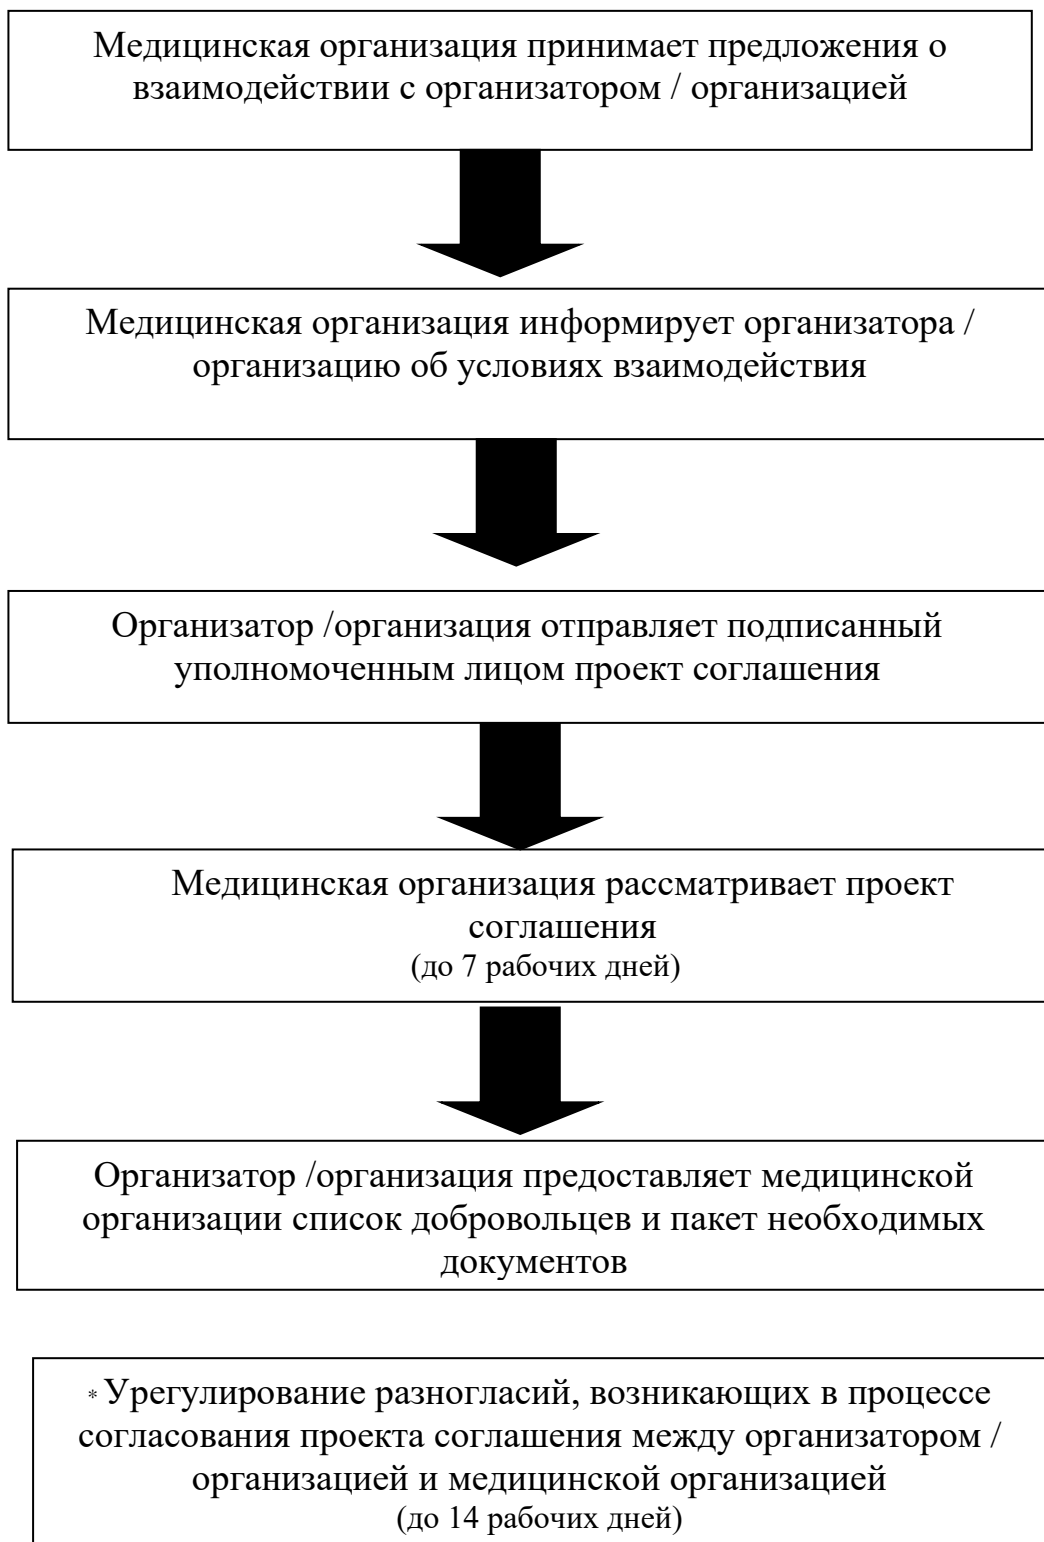 Медицинская организация принимает предложения о
взаимодействии с организатором / организацией
Медицинская организация информирует организатора /
организацию об условиях взаимодействия
Организатор /организация отправляет подписанный
уполномоченным лицом проект соглашения
Медицинская организация рассматривает проект
соглашения
(до 7 рабочих дней)
Организатор /организация предоставляет медицинской
организации список добровольцев и пакет необходимых
документов
* Урегулирование разногласий, возникающих в процессе
согласования проекта соглашения между организатором /
организацией и медицинской организацией
(до 14 рабочих дней)